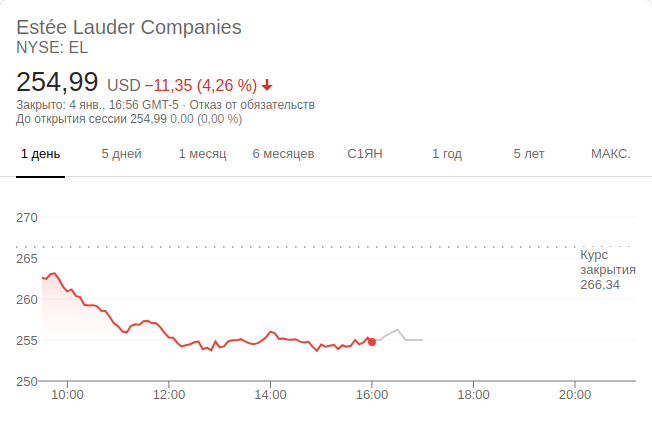 Estée Lauder Companies
NYSE: EL
254,99 USD −11,35 (4,26 %)
Закрыто: 4 янв., 16:56 GMT-5 · Отказ от обязательств
До открытия сессии 254,99 0,00 (0,00 %)
1 день 5 дней 1 месяц 6 месяцев С1ЯН 1 год 5 лет МАКС.
270
265
Курс
закрытия
266,34
260
255
250
10:00 12:00 14:00 16:00 18:00 20:00